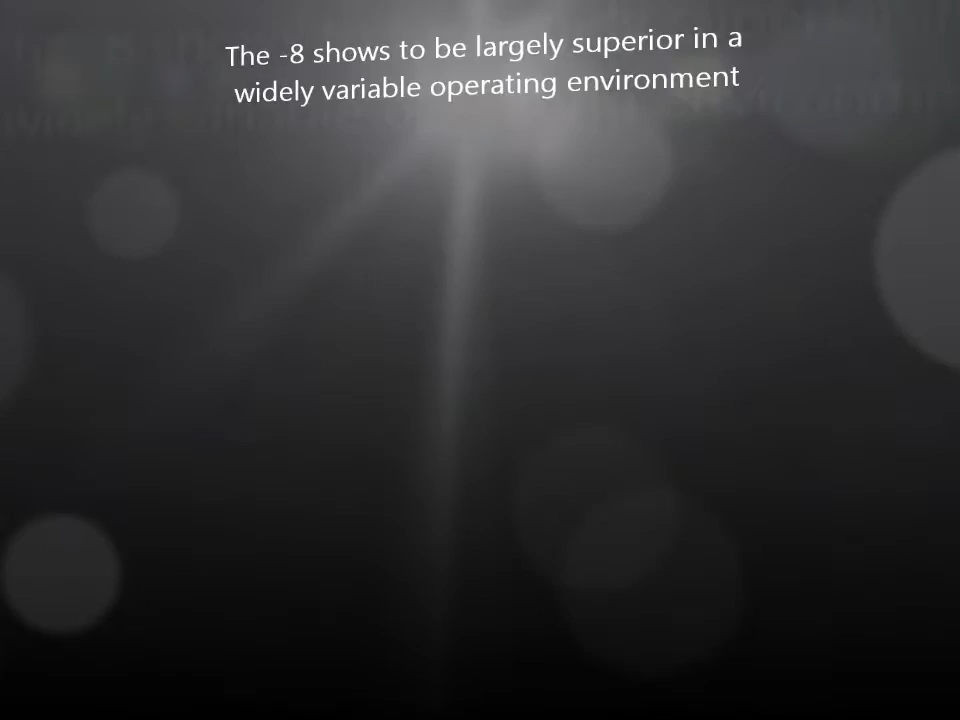 The -8 shows to be largely superior in a
widely variable operating environment